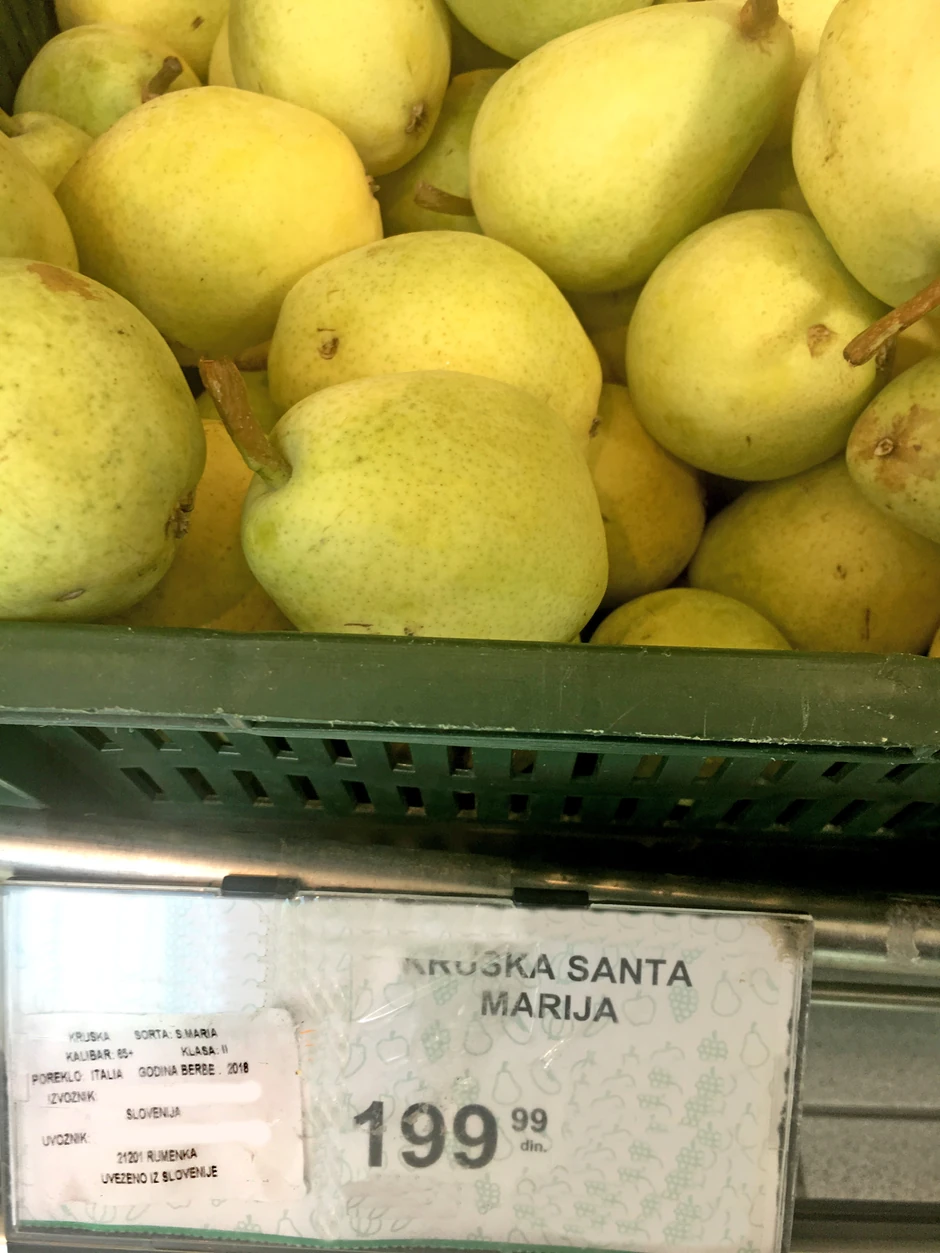 KRUSKA SORTA: S.MARIA
KALIBAR: 65+ KLASA: II
POREKLO: ITALIA GODINA BERBE . 2018
IZVOZNIK
SLOVENIJA
UVOZNIK:
21201 RUMENKA
UVEZENO IZ SLOVENIJE
KRUSKA SANTA
MARIJA
199 99
din.